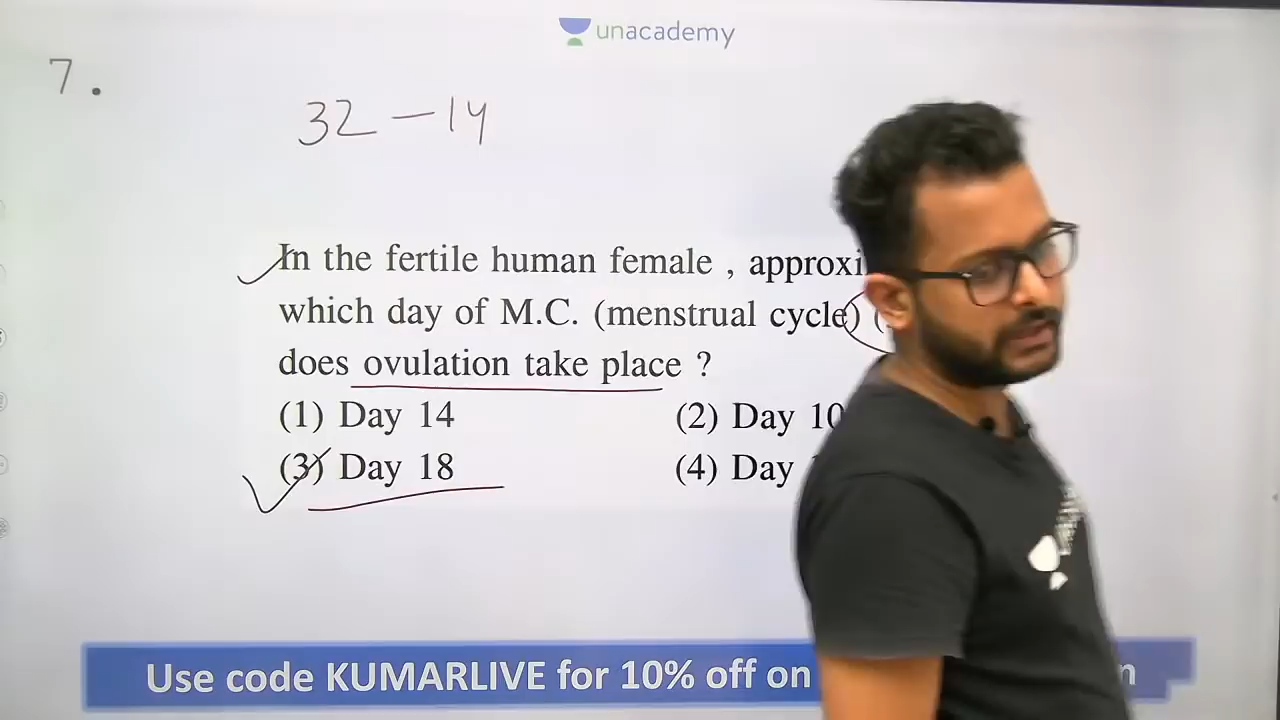 unacademy
7.
32 - 14
In the fertile human female , approxi
which day of M.C. (menstrual cycle) (
does ovulation take place ?
(1) Day 14 (2) Day 10
(3) Day 18 (4) Day
Use code KUMARLIVE for 10% off on